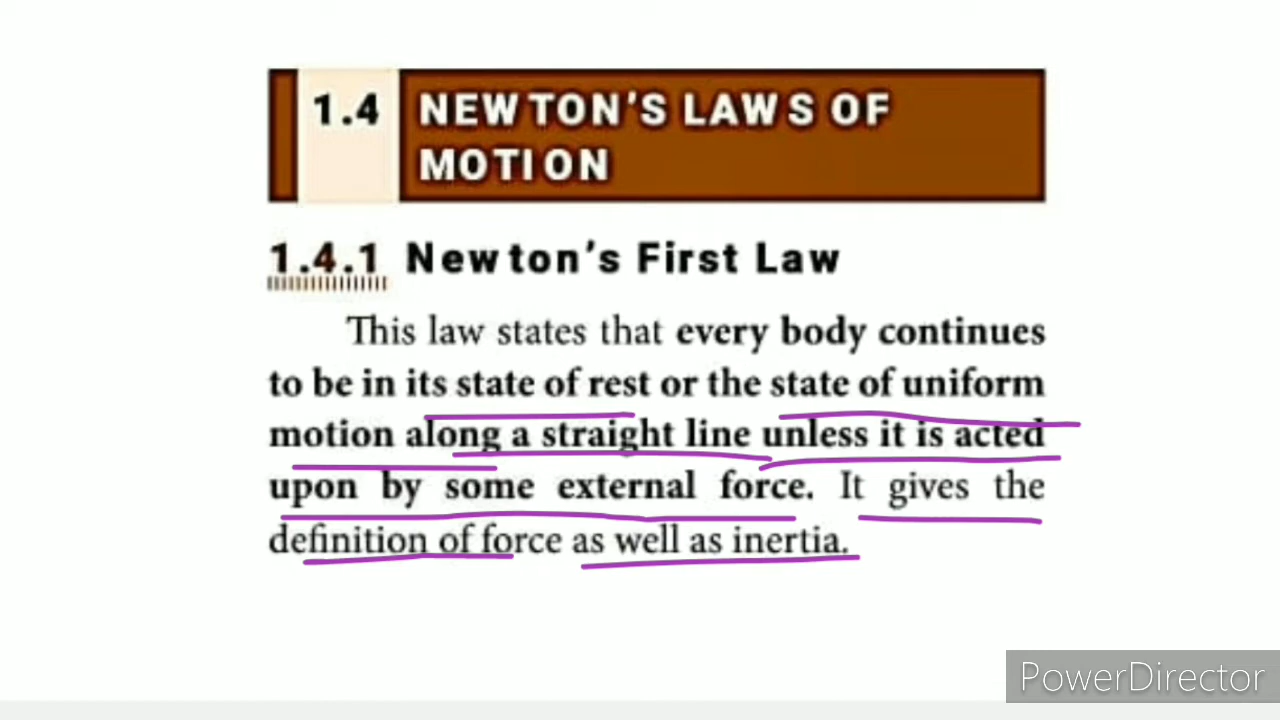 1.4 NEWTON'S LAWS OF
MOTION
1.4.1 Newton's First Law
This law states that every body continues
to be in its state of rest or the state of uniform
motion along a straight line unless it is acted
upon by some external force. It gives the
definition of force as well as inertia.
PowerDirector